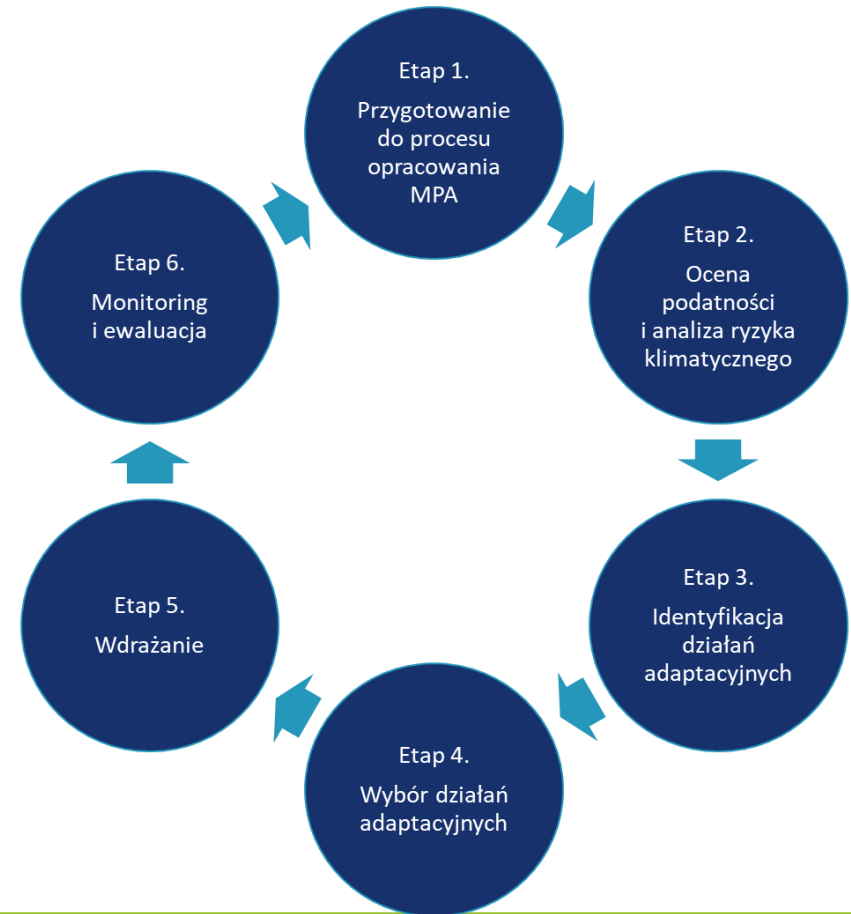 Etap 1.
Przygotowanie
do procesu
opracowania
MPA
Etap 2.
Ocena
podatności
i analiza ryzyka
klimatycznego
Etap 3.
Identyfikacja
działań
adaptacyjnych
Etap 4.
Wybór działań
adaptacyjnych
Etap 5.
Wdrażanie
Etap 6.
Monitoring
i ewaluacja